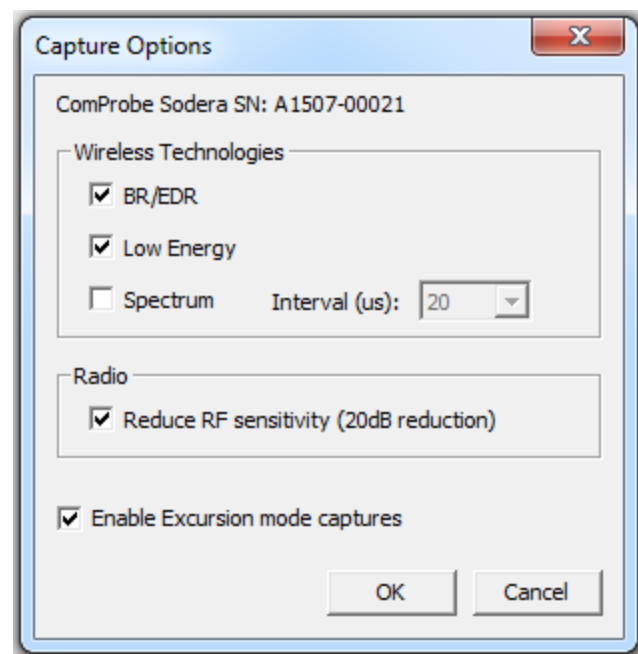 Capture Options
ComProbe Sodera SN: A1507-00021
Wireless Technologies
BR/EDR
Low Energy
Spectrum Interval (us): 20
Radio
Reduce RF sensitivity (20dB reduction)
Enable Excursion mode captures
OK Cancel